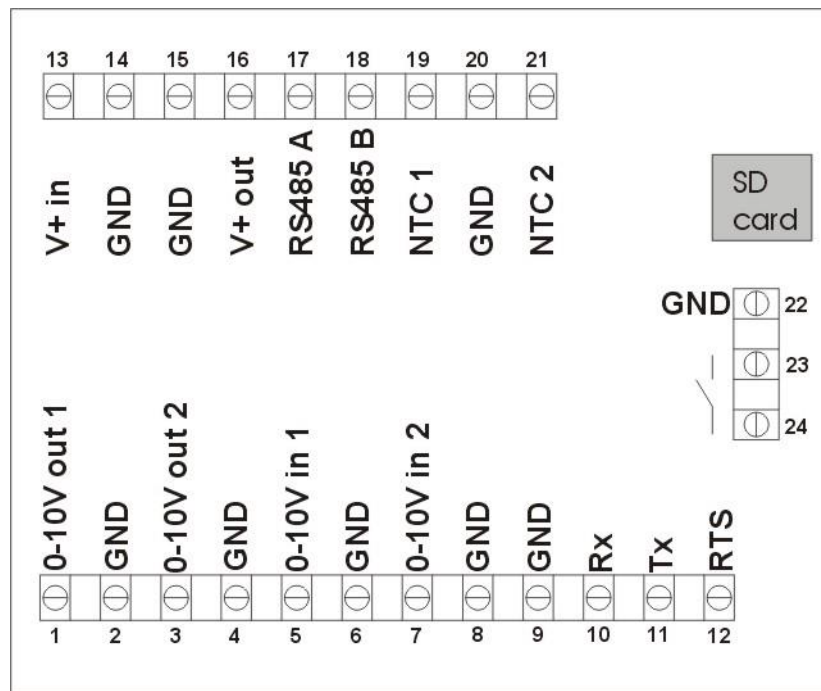 13 14 15 16 17 18 19 20 21
V+ in
GND
GND
V+ out
RS485 A
RS485 B
NTC 1
GND
NTC 2
SD
card
GND 22
23
24
0-10V out 1
GND
0-10V out 2
GND
0-10V in 1
GND
0-10V in 2
GND
GND
Rx
Tx
RTS
1 2 3 4 5 6 7 8 9 10 11 12